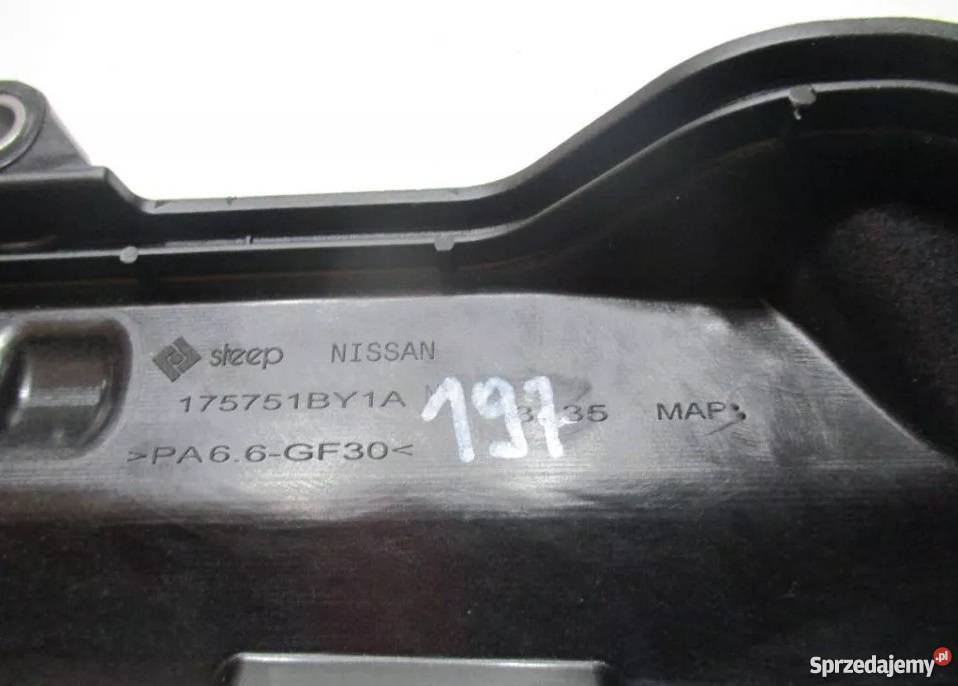 steep NISSAN
175751BY1A 35 MAP
197
>PA6.6-GF30<
Sprzedajemy.pl